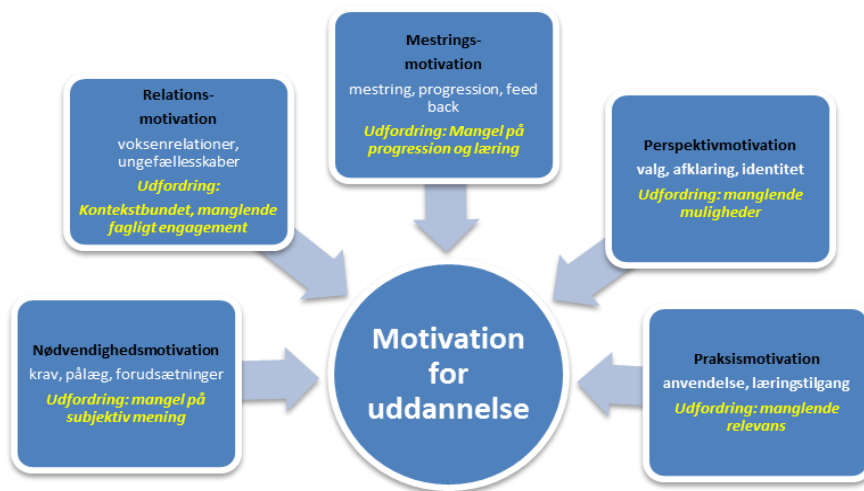 Nødvendighedsmotivation
krav, pålæg, forudsætninger
Udfordring: mangel på
subjektiv mening
Relations-
motivation
voksenrelationer,
ungefællesskaber
Udfordring:
Kontekstbundet, manglende
fagligt engagement
Mestrings-
motivation
mestring, progression, feed
back
Udfordring: Mangel på
progression og læring
Perspektivmotivation
valg, afklaring, identitet
Udfordring: manglende
muligheder
Praksismotivation
anvendelse, læringstilgang
Udfordring: manglende
relevans
Motivation
for
uddannelse